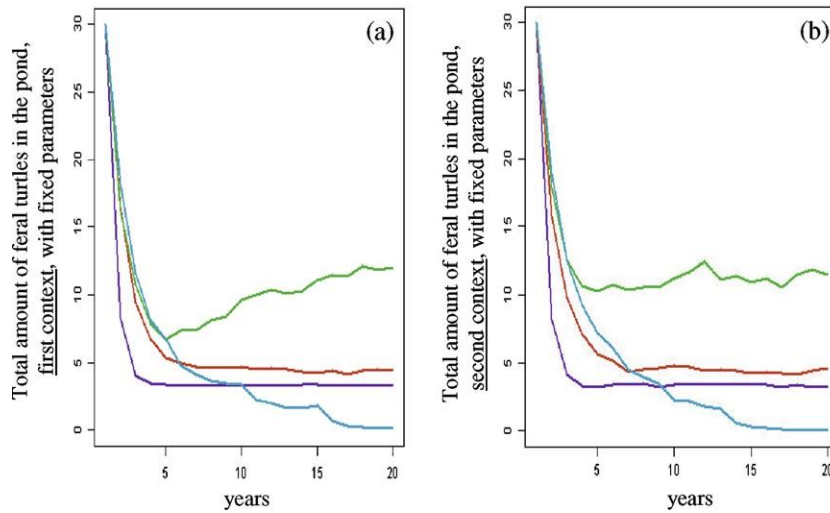 (a)
Total amount of feral turtles in the pond,
first context, with fixed parameters
30
25
20
15
10
5
0
5 10 15 20
years
(b)
Total amount of feral turtles in the pond,
second context, with fixed parameters
30
25
20
15
10
5
0
5 10 15 20
years